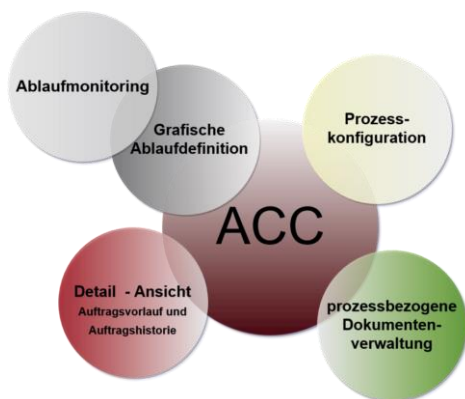 Ablaufmonitoring
Grafische
Ablaufdefinition
Prozess-
konfiguration
ACC
Detail - Ansicht
Auftragsvorlauf und
Auftragshistorie
prozessbezogene
Dokumenten-
verwaltung